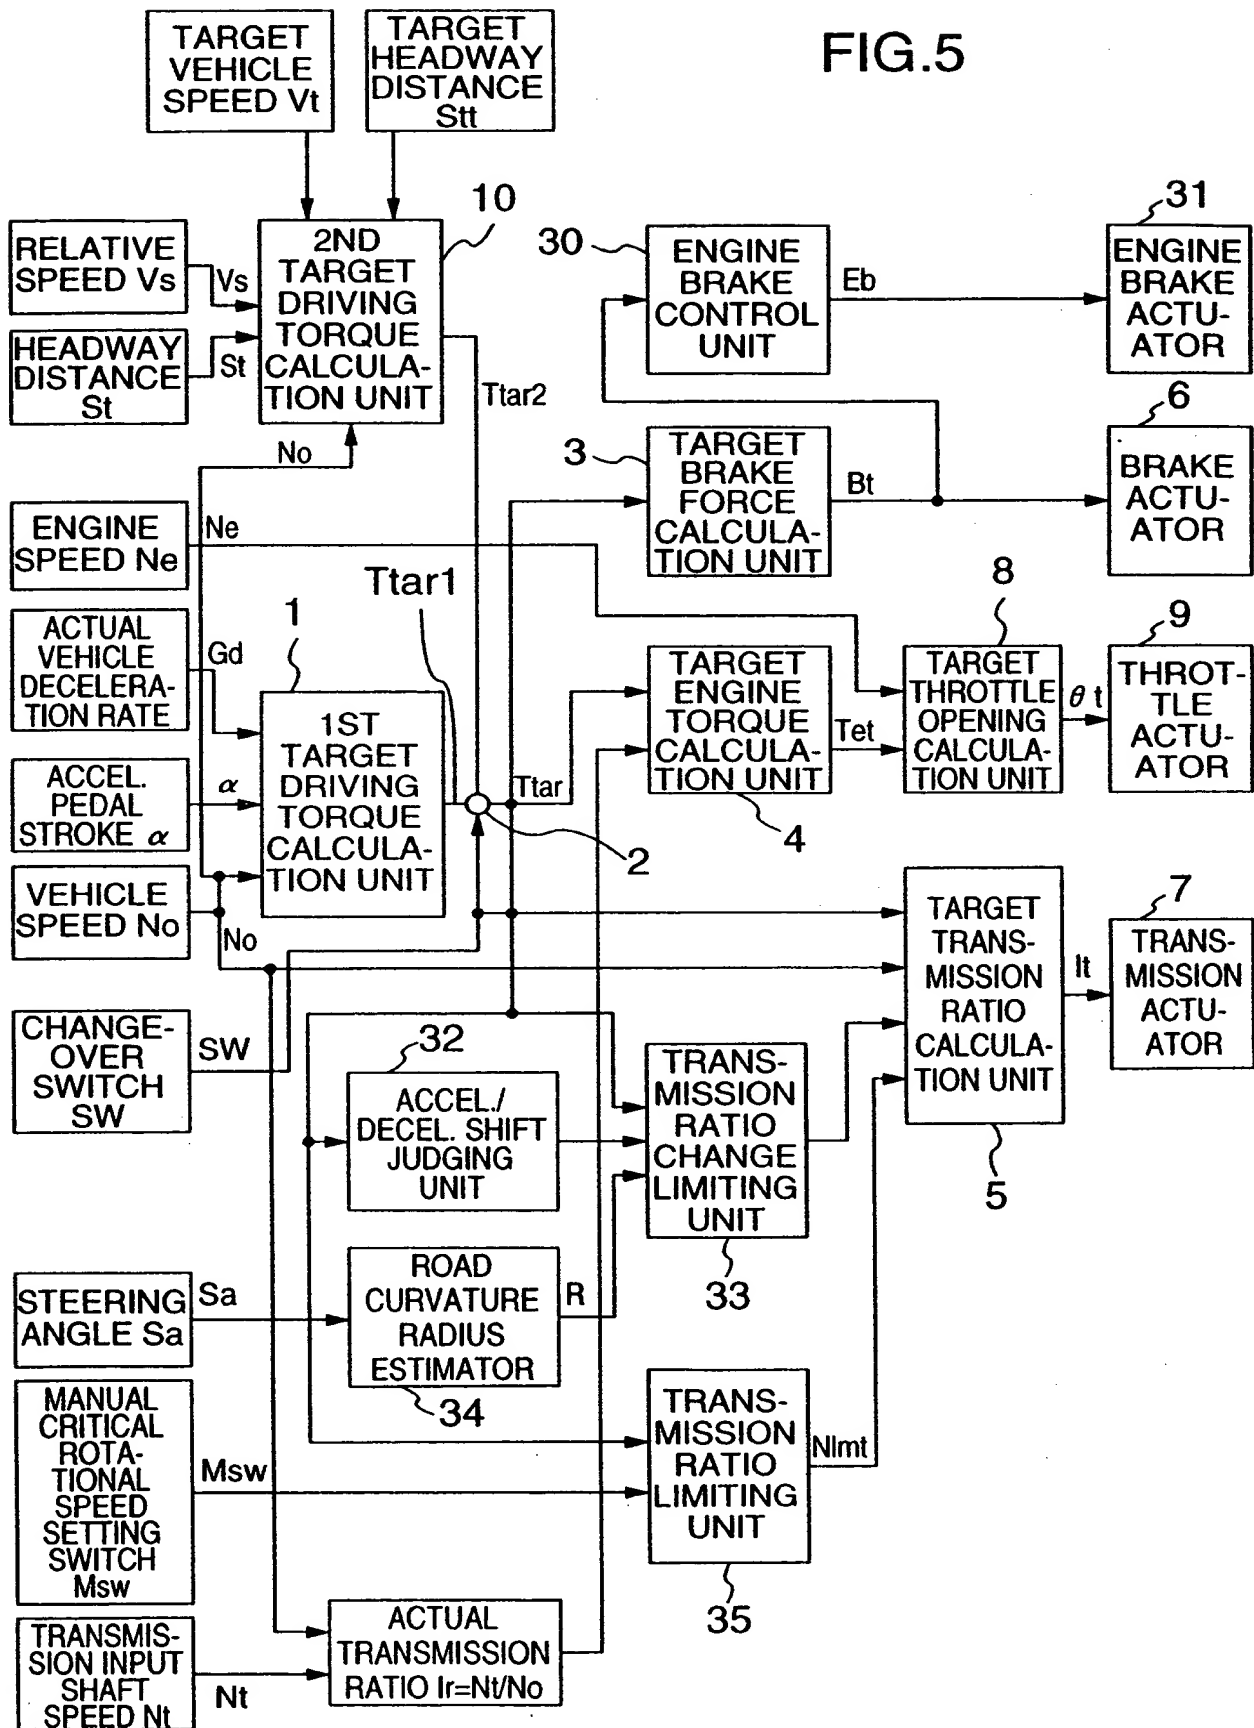 FIG.5
TARGET
VEHICLE
SPEED Vt
TARGET
HEADWAY
DISTANCE
Stt
10
2ND
TARGET
DRIVING
TORQUE
CALCULA-
TION UNIT
RELATIVE
SPEED Vs
Vs
HEADWAY
DISTANCE
St
St
Ttar2
No
30
ENGINE
BRAKE
CONTROL
UNIT
Eb
31
ENGINE
BRAKE
ACTU-
ATOR
3
TARGET
BRAKE
FORCE
CALCULA-
TION UNIT
Bt
6
BRAKE
ACTU-
ATOR
ENGINE
SPEED Ne
Ne
Ttar1
ACTUAL
VEHICLE
DECELERA-
TION RATE
Gd
1
1ST
TARGET
DRIVING
TORQUE
CALCULA-
TION UNIT
ACCEL.
PEDAL
STROKE α
α
VEHICLE
SPEED No
No
Ttar
2
TARGET
ENGINE
TORQUE
CALCULA-
TION UNIT
Tet
4
8
TARGET
THROTTLE
OPENING
CALCULA-
TION UNIT
θ t
9
THROT-
TLE
ACTU-
ATOR
TARGET
TRANS-
MISSION
RATIO
CALCULA-
TION UNIT
5
It
7
TRANS-
MISSION
ACTU-
ATOR
CHANGE-
OVER
SWITCH
SW
SW
32
ACCEL./
DECEL. SHIFT
JUDGING
UNIT
TRANS-
MISSION
RATIO
CHANGE
LIMITING
UNIT
33
STEERING
ANGLE Sa
Sa
ROAD
CURVATURE
RADIUS
ESTIMATOR
R
34
MANUAL
CRITICAL
ROTA-
TIONAL
SPEED
SETTING
SWITCH
Msw
Msw
TRANS-
MISSION
RATIO
LIMITING
UNIT
Nlmt
35
TRANSMIS-
SION INPUT
SHAFT
SPEED Nt
Nt
ACTUAL
TRANSMISSION
RATIO Ir=Nt/No